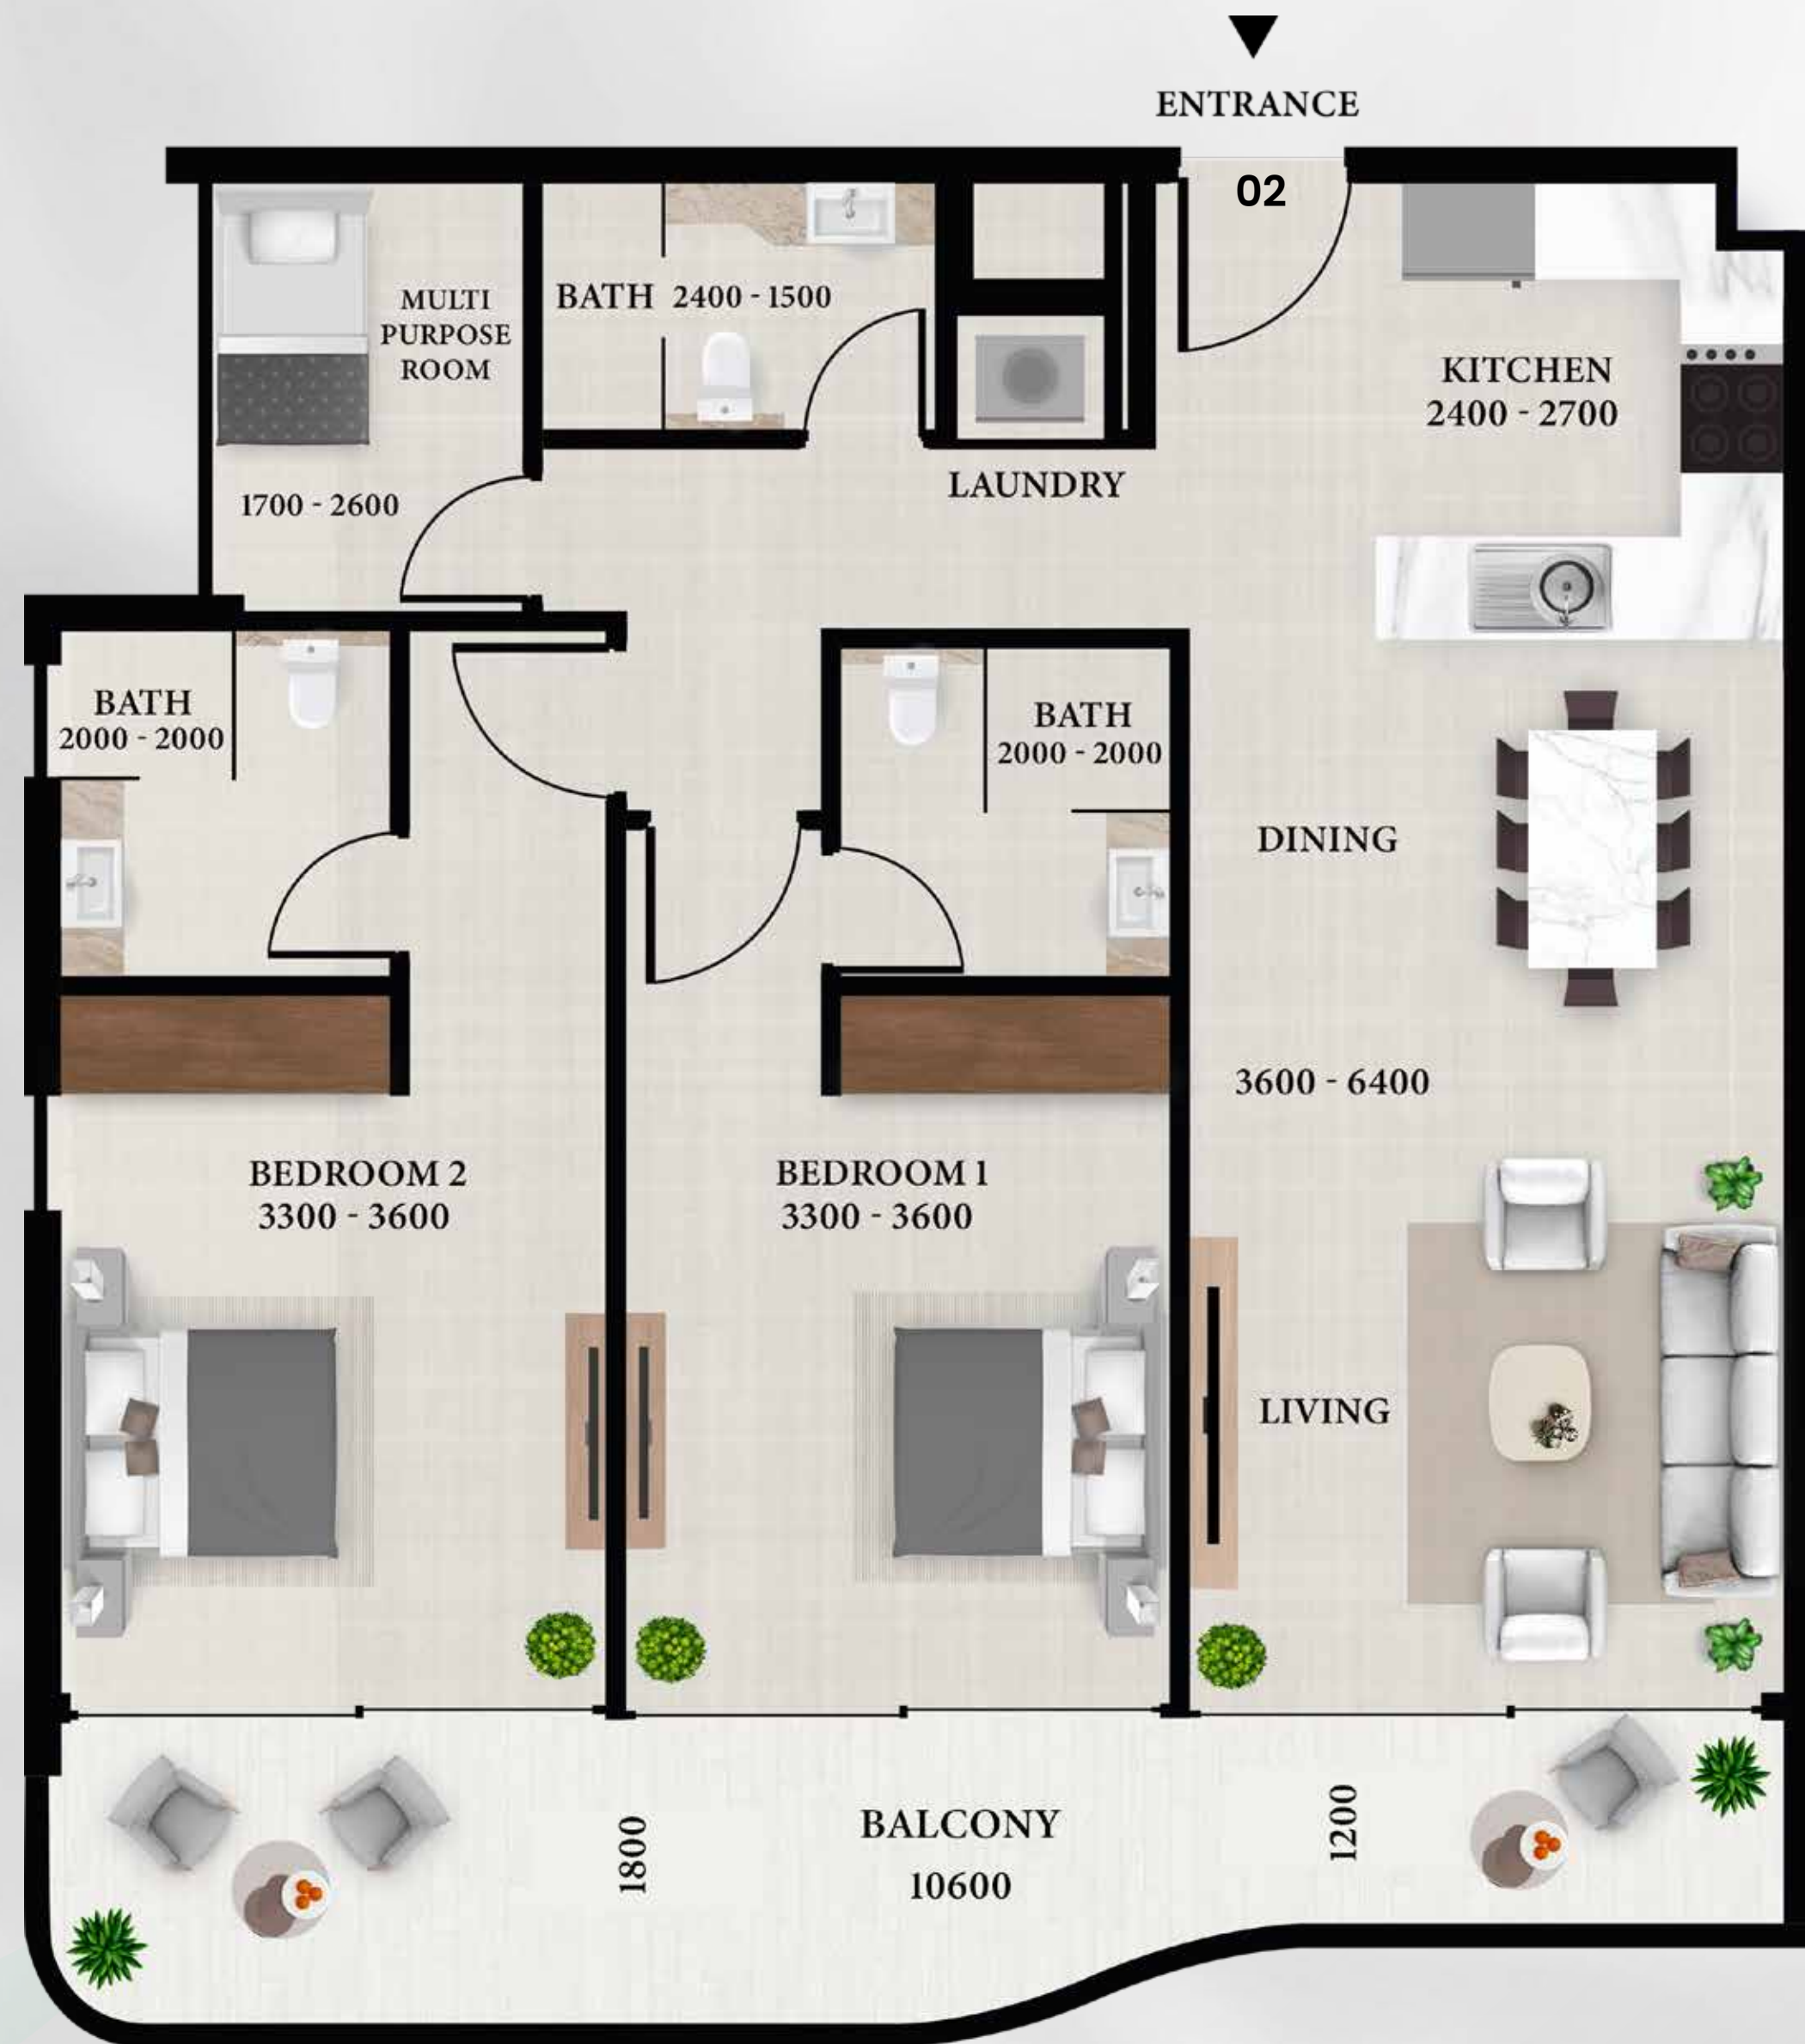 ENTRANCE
02
MULTI
PURPOSE
ROOM
1700 - 2600
BATH 2400 - 1500
LAUNDRY
KITCHEN
2400 - 2700
BATH
2000 - 2000
BATH
2000 - 2000
DINING
3600 - 6400
BEDROOM 2
3300 - 3600
BEDROOM 1
3300 - 3600
LIVING
1800
BALCONY
10600
1200